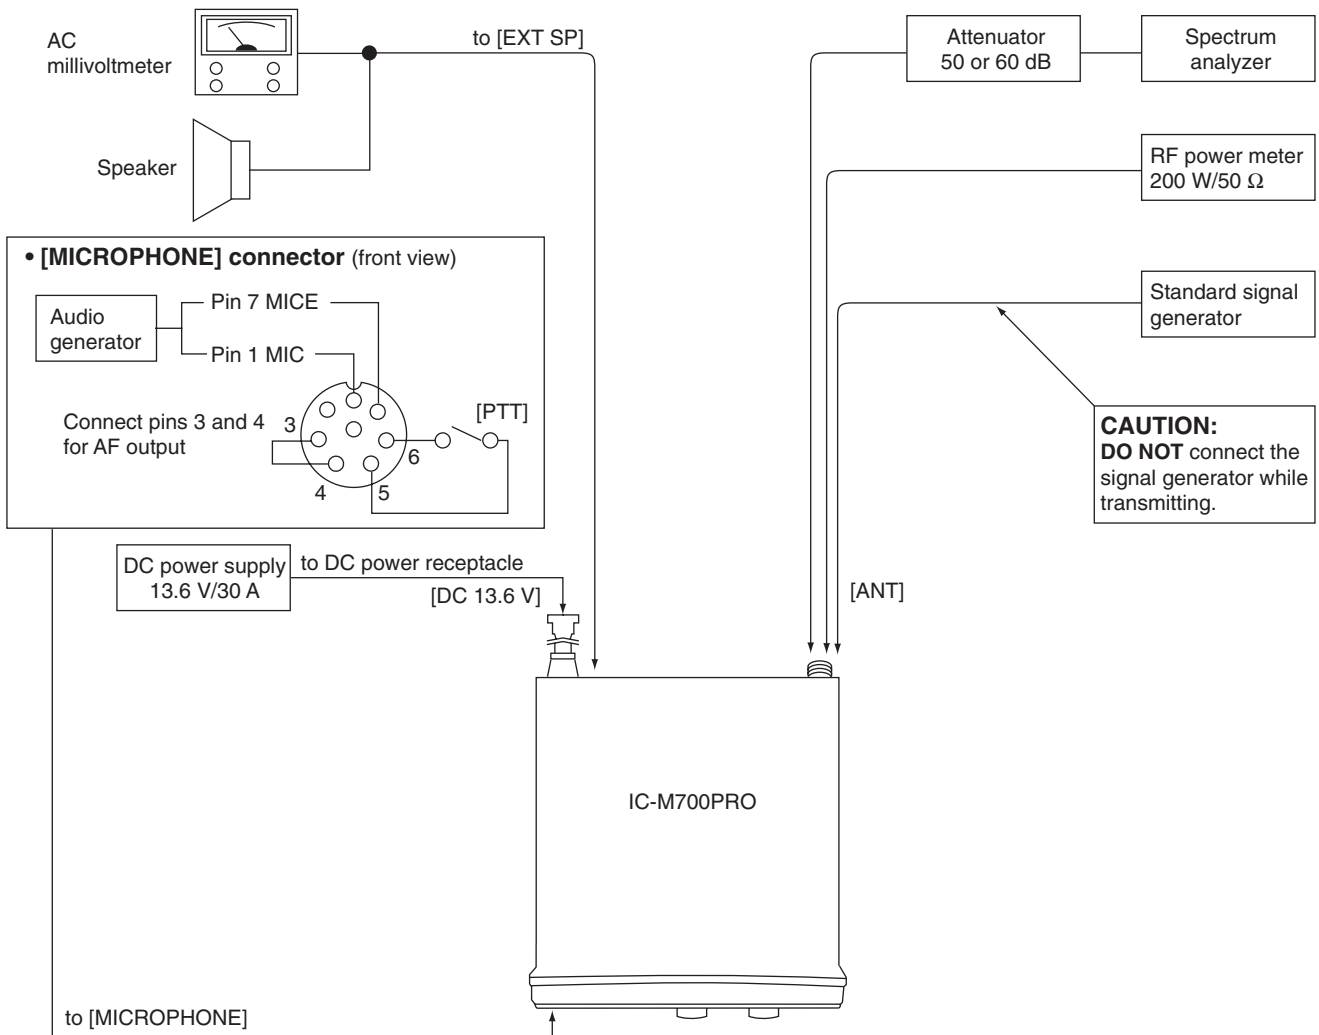 AC
millivoltmeter
to [EXT SP]
Attenuator
50 or 60 dB
Spectrum
analyzer
Speaker
RF power meter
200 W/50 Ω
• [MICROPHONE] connector (front view)
Audio
generator
Pin 7 MICE
Pin 1 MIC
Connect pins 3 and 4
for AF output
3
4
5
6
[PTT]
Standard signal
generator
CAUTION:
DO NOT connect the
signal generator while
transmitting.
DC power supply
13.6 V/30 A
to DC power receptacle
[DC 13.6 V]
[ANT]
IC-M700PRO
to [MICROPHONE]